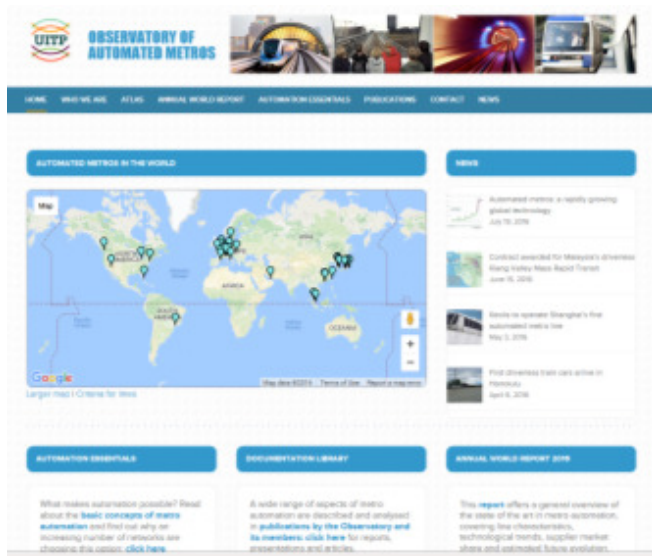 UITP
OBSERVATORY OF
AUTOMATED METROS
HOME WHO WE ARE ATLAS ANNUAL WORLD REPORT AUTOMATION ESSENTIALS PUBLICATIONS CONTACT NEWS
AUTOMATED METROS IN THE WORLD
NEWS
Map
NORTH
AMERICA
SOUTH
AMERICA
AFRICA
ASIA
OCEANIA
Google
Map data ©2016 Terms of Use Report a map error
Larger map | Criteria for lines
Automated metros: a rapidly growing
global technology
July 19, 2016
Contract awarded for Malaysia's driverless
Klang Valley Mass Rapid Transit
June 15, 2016
Keolis to operate Shanghai's first
automated metro line
May 3, 2016
First driverless train cars arrive in
Honolulu
April 8, 2016
AUTOMATION ESSENTIALS
What makes automation possible? Read
about the basic concepts of metro
automation and find out why an
increasing number of networks are
choosing this option: click here
DOCUMENTATION LIBRARY
A wide range of aspects of metro
automation are described and analysed
in publications by the Observatory and
its members: click here for reports,
presentations and articles.
ANNUAL WORLD REPORT 2016
This report offers a general overview of
the state of the art in metro automation,
covering line characteristics,
technological trends, supplier market
share and estimated future evolution.